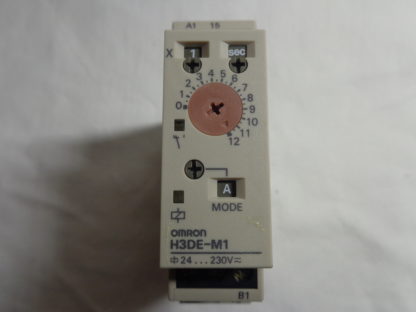 A1 15
X 1 sec
0 1 2 3 4 5 6 7 8 9 10 11 12
A
MODE
OMRON
H3DE-M1
24 ... 230V≂
B1